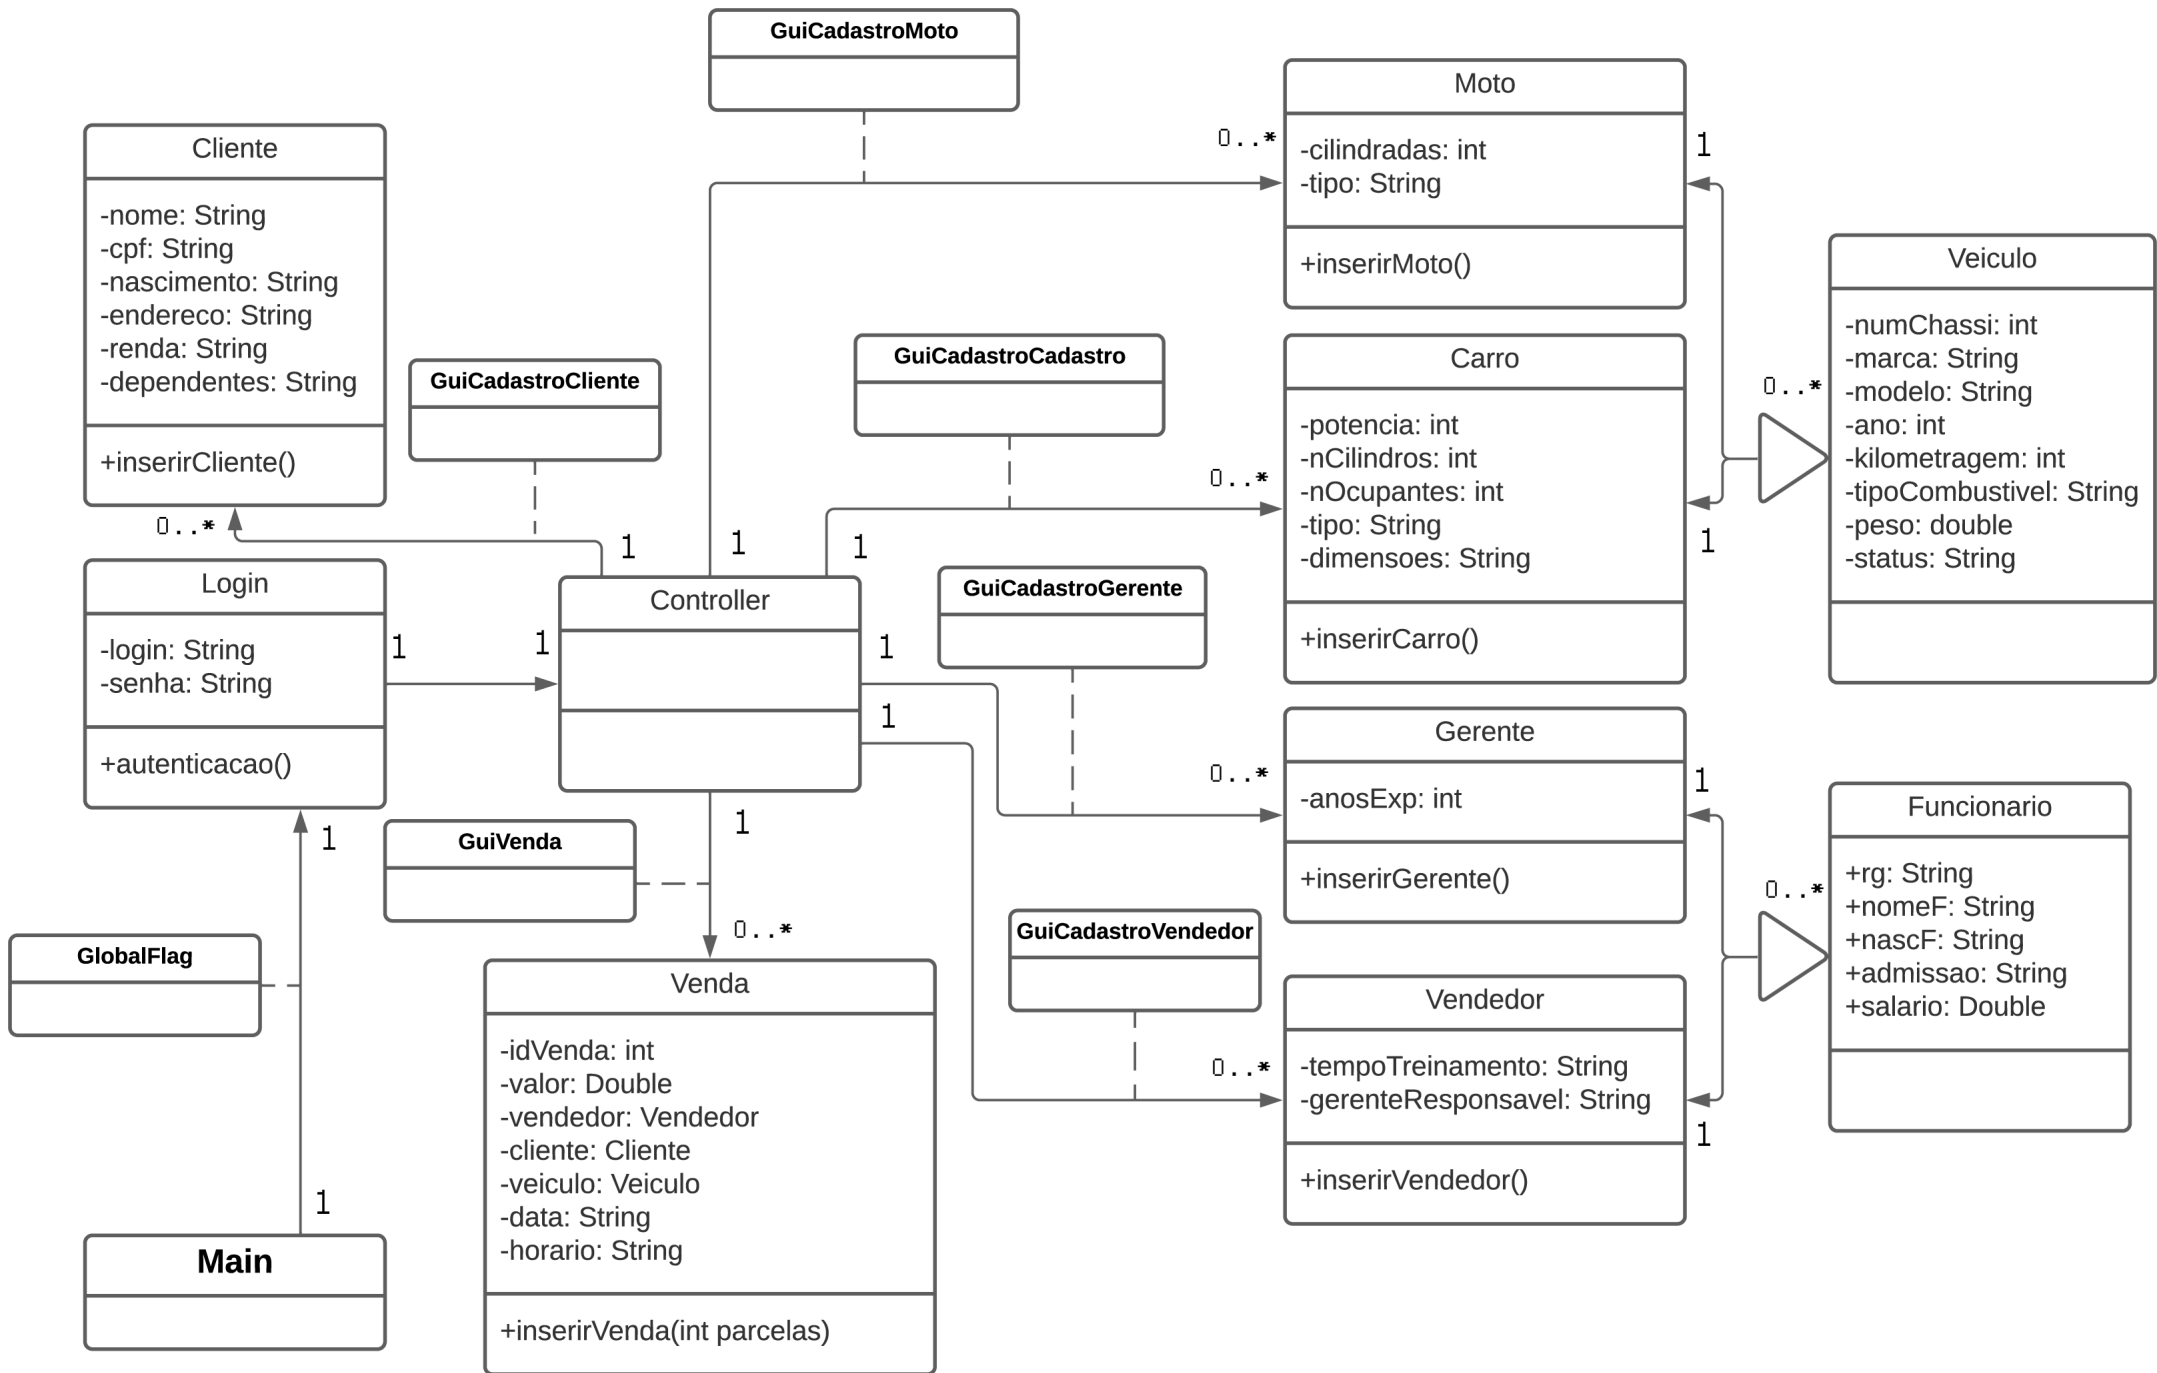 GuiCadastroMoto
Moto
-cilindradas: int
-tipo: String
+inserirMoto()
0..*
1
Cliente
-nome: String
-cpf: String
-nascimento: String
-endereco: String
-renda: String
-dependentes: String
+inserirCliente()
0..*
GuiCadastroCliente
1
1
1
GuiCadastroCadastro
0..*
Carro
-potencia: int
-nCilindros: int
-nOcupantes: int
-tipo: String
-dimensoes: String
+inserirCarro()
1
0..*
Veiculo
-numChassi: int
-marca: String
-modelo: String
-ano: int
-kilometragem: int
-tipoCombustivel: String
-peso: double
-status: String
Login
-login: String
-senha: String
+autenticacao()
1
1
Controller
1
1
GuiCadastroGerente
0..*
Gerente
-anosExp: int
+inserirGerente()
1
0..*
Funcionario
+rg: String
+nomeF: String
+nascF: String
+admissao: String
+salario: Double
1
GuiVenda
1
0..*
GlobalFlag
1
Main
Venda
-idVenda: int
-valor: Double
-vendedor: Vendedor
-cliente: Cliente
-veiculo: Veiculo
-data: String
-horario: String
+inserirVenda(int parcelas)
GuiCadastroVendedor
0..*
Vendedor
-tempoTreinamento: String
-gerenteResponsavel: String
+inserirVendedor()
1